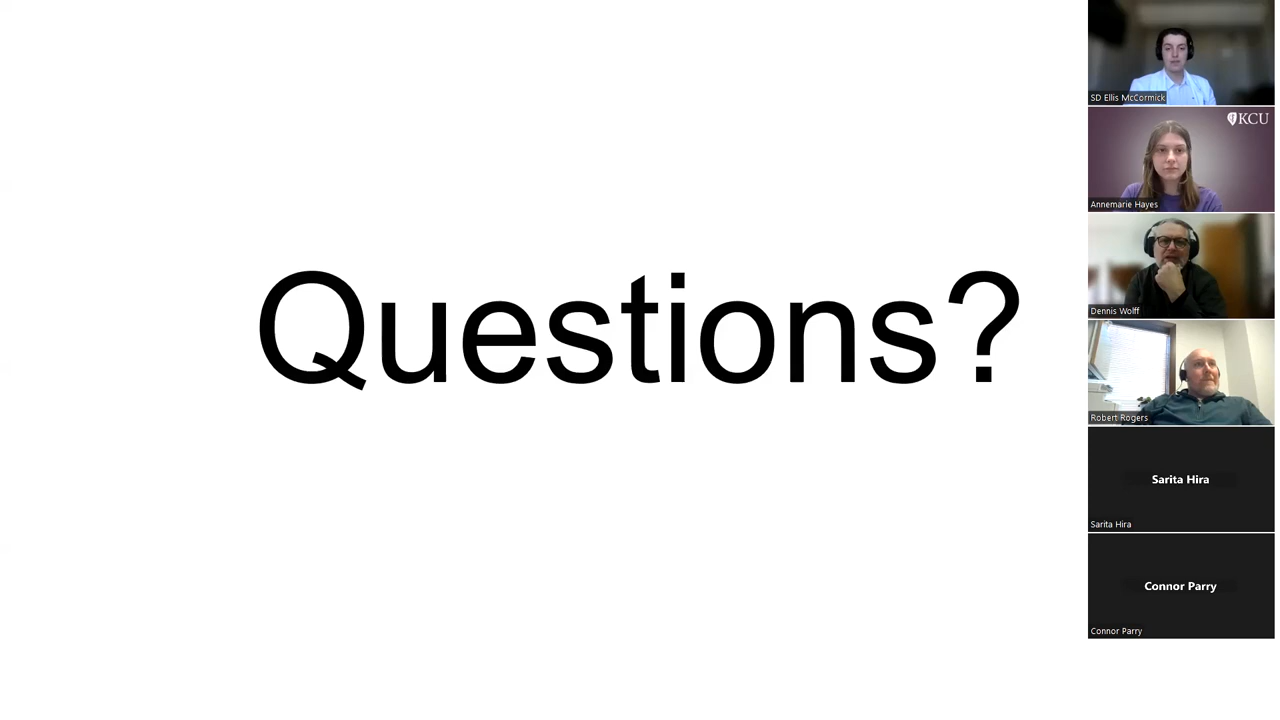 Questions?
SD Ellis McCormick
KCU
Annemarie Hayes
Dennis Wolff
Robert Rogers
Sarita Hira
Sarita Hira
Connor Parry
Connor Parry